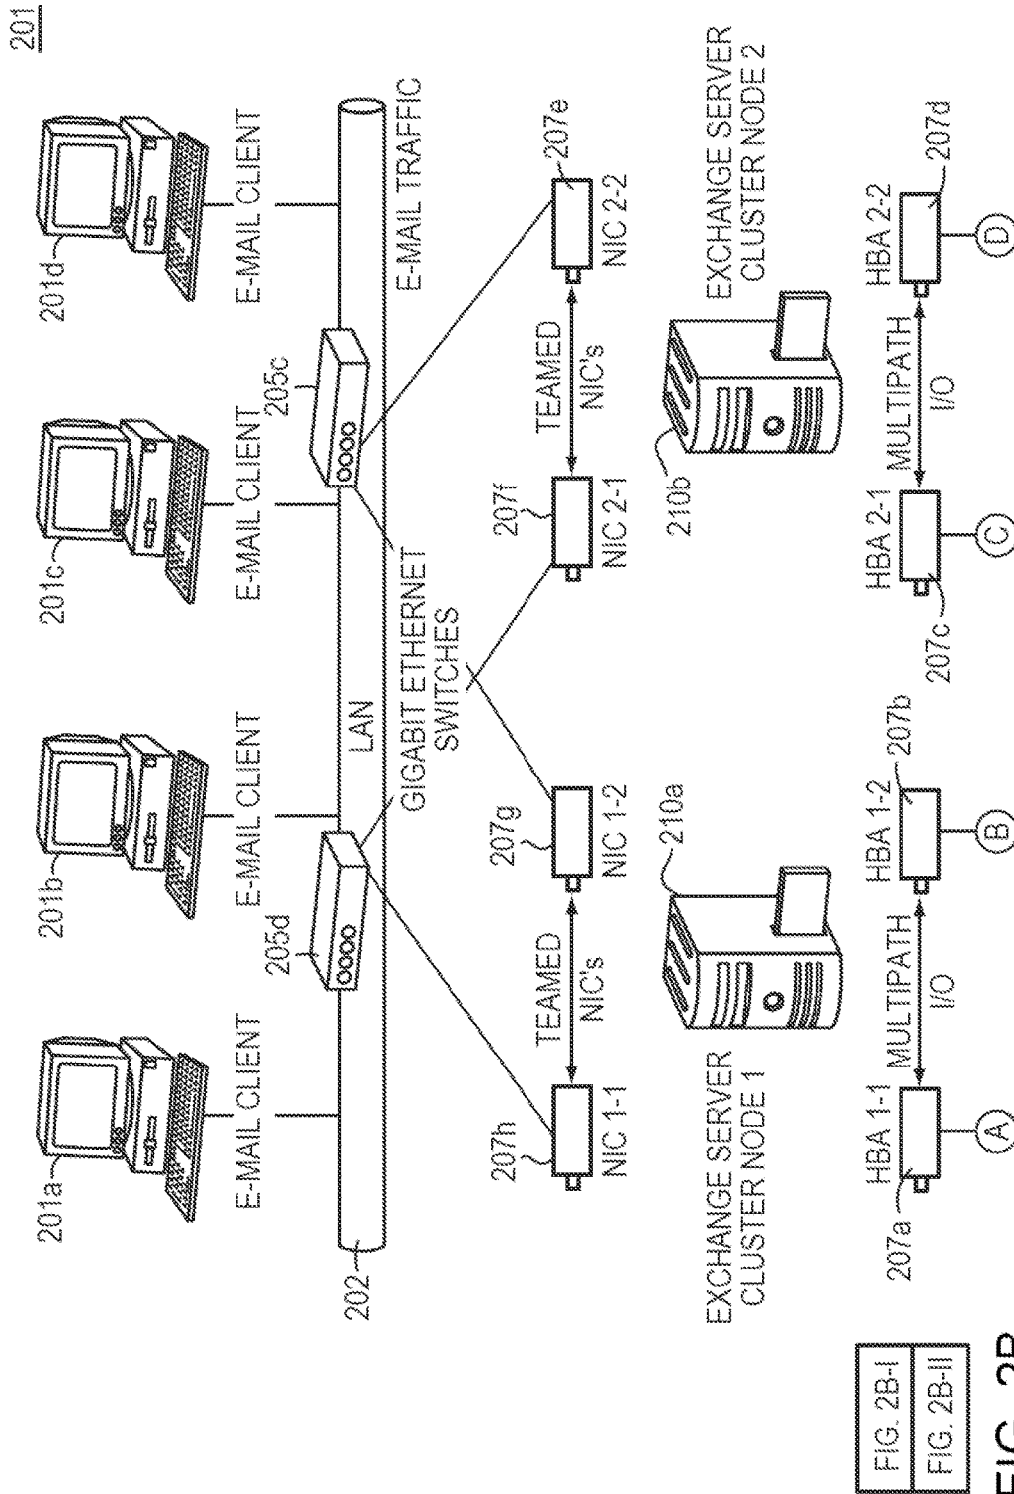 201
201a
201b
201c
201d
E-MAIL CLIENT
E-MAIL CLIENT
E-MAIL CLIENT
E-MAIL CLIENT
205d
205c
202
LAN
E-MAIL TRAFFIC
GIGABIT ETHERNET
SWITCHES
207h
207g
207f
207e
TEAMED
NIC's
TEAMED
NIC's
NIC 1-1
NIC 1-2
NIC 2-1
NIC 2-2
EXCHANGE SERVER
CLUSTER NODE 1
210a
210b
EXCHANGE SERVER
CLUSTER NODE 2
HBA 1-1
HBA 1-2
HBA 2-1
HBA 2-2
MULTIPATH
I/O
MULTIPATH
I/O
207a
207b
207c
207d
A
B
C
D
FIG. 2B-I
FIG. 2B-II